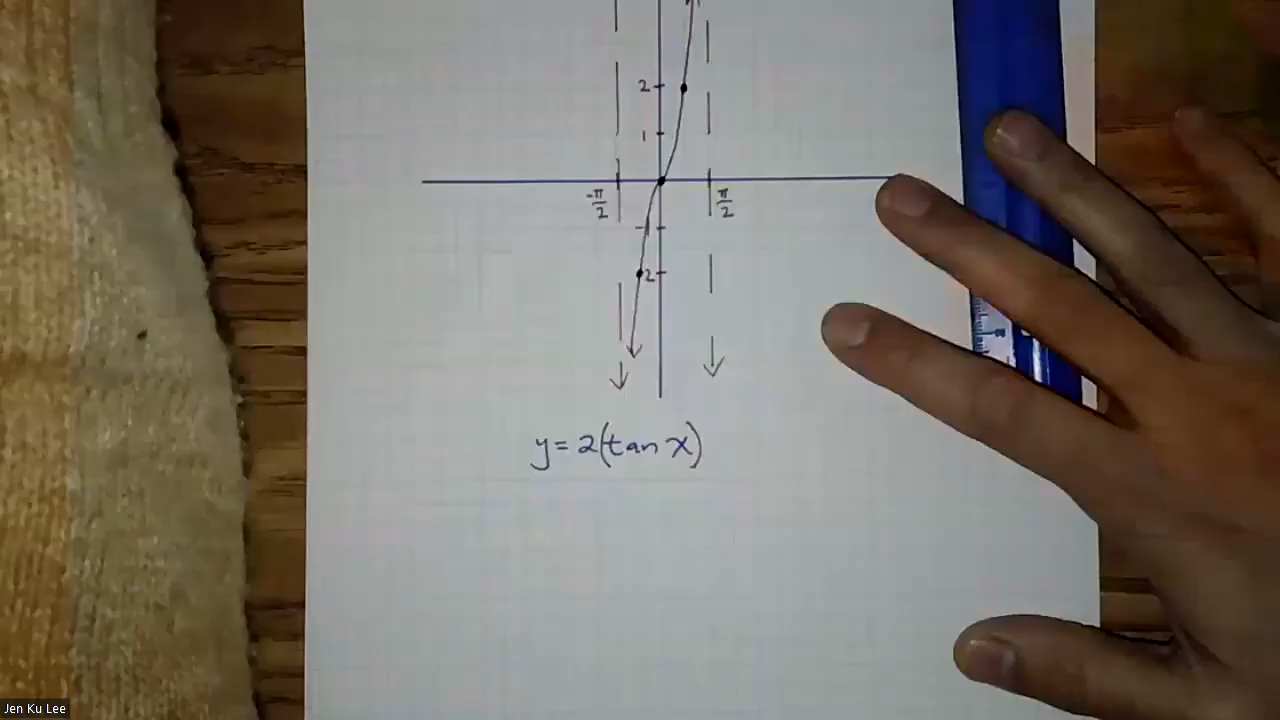 2
1
-π/2
π/2
-1
2
y=2(tan x)
Jen Ku Lee